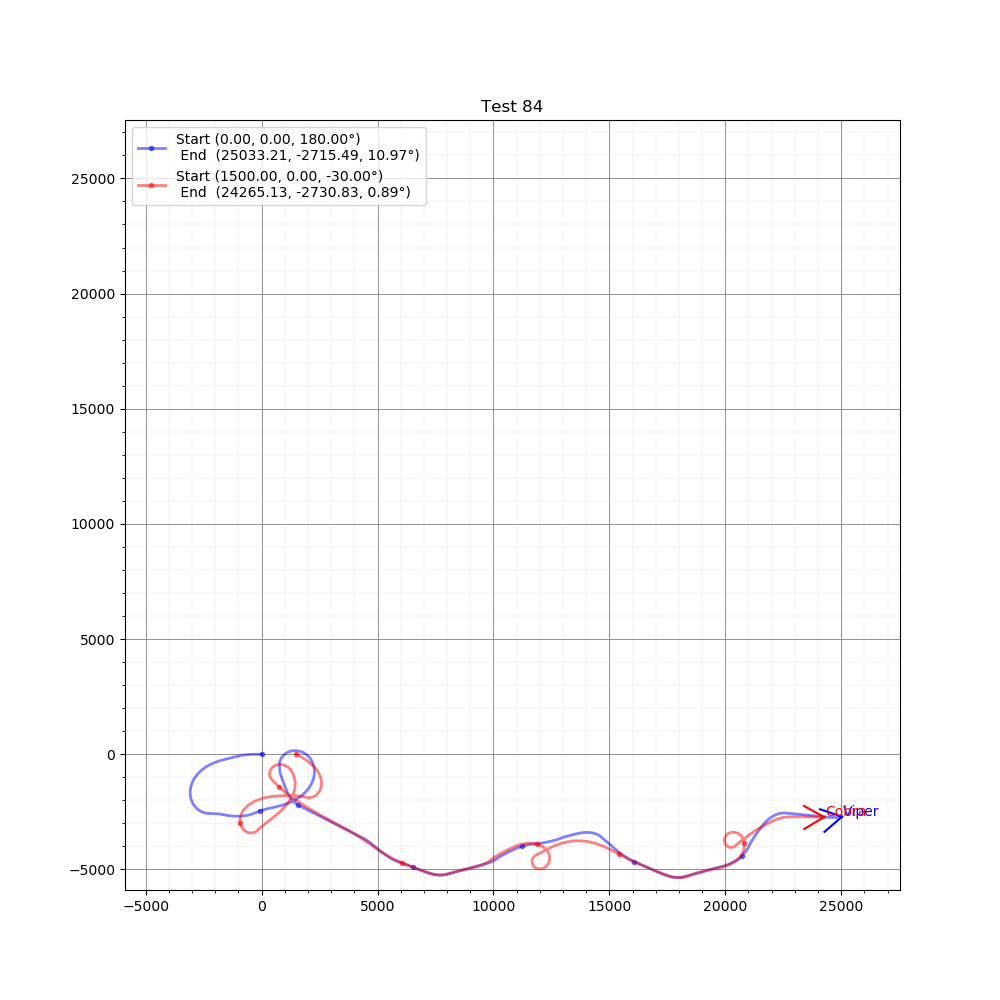 Test 84
Start (0.00, 0.00, 180.00°)
End (25033.21, -2715.49, 10.97°)
Start (1500.00, 0.00, -30.00°)
End (24265.13, -2730.83, 0.89°)
25000
20000
15000
10000
5000
0
−5000
Cobra
Viper
−5000 0 5000 10000 15000 20000 25000